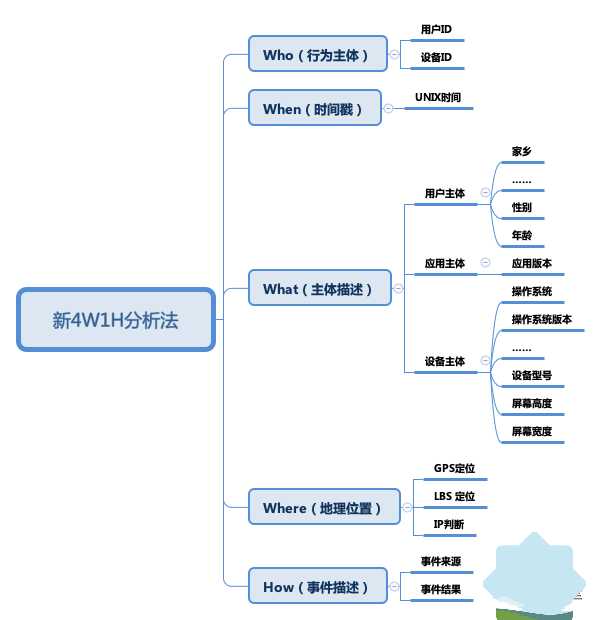 新4W1H分析法
Who（行为主体）
用户ID
设备ID
When（时间戳）
UNIX时间
What（主体描述）
用户主体
家乡
……
性别
年龄
应用主体
应用版本
设备主体
操作系统
操作系统版本
……
设备型号
屏幕高度
屏幕宽度
Where（地理位置）
GPS定位
LBS 定位
IP判断
How（事件描述）
事件来源
事件结果